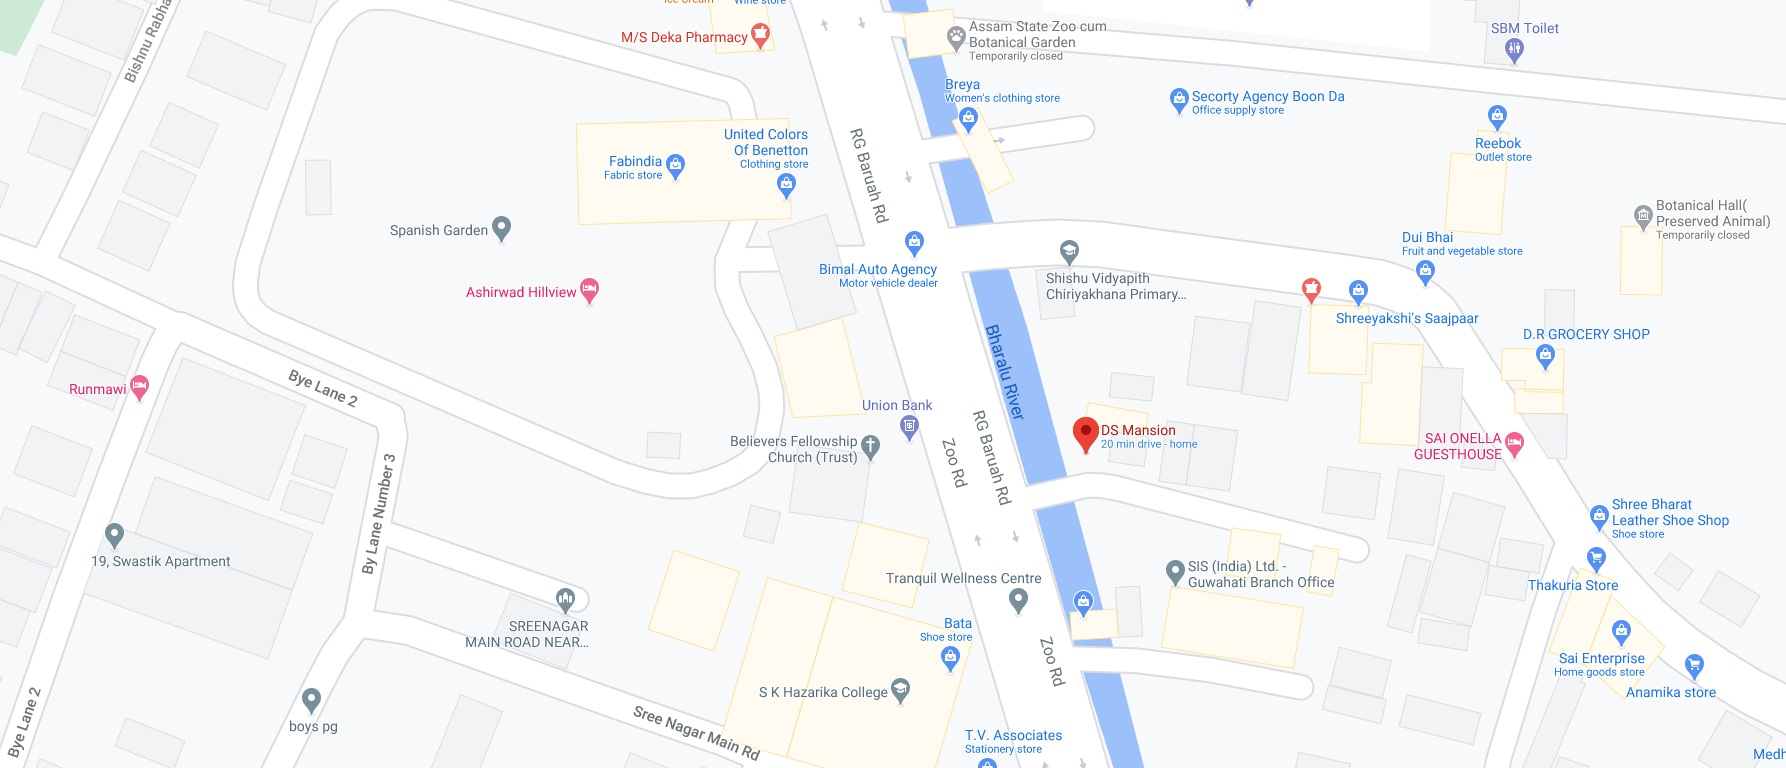 Wine store
M/S Deka Pharmacy
Assam State Zoo cum
Botanical Garden
Temporarily closed
SBM Toilet
Bishnu Rabha
Breya
Women's clothing store
Secorty Agency Boon Da
Office supply store
Reebok
Outlet store
United Colors
Of Benetton
Clothing store
Fabindia
Fabric store
RG Baruah Rd
Botanical Hall(
Preserved Animal)
Temporarily closed
Spanish Garden
Dui Bhai
Fruit and vegetable store
Bimal Auto Agency
Motor vehicle dealer
Shishu Vidyapith
Chiriyakhana Primary...
Ashirwad Hillview
Shreeyakshi's Saajpaar
D.R GROCERY SHOP
Bharalu River
Runmawi
Bye Lane 2
Union Bank
Believers Fellowship
Church (Trust)
Zoo Rd
RG Baruah Rd
DS Mansion
20 min drive - home
SAI ONELLA
GUESTHOUSE
By Lane Number 3
Shree Bharat
Leather Shoe Shop
Shoe store
19, Swastik Apartment
Tranquil Wellness Centre
SIS (India) Ltd. -
Guwahati Branch Office
Thakuria Store
SREENAGAR
MAIN ROAD NEAR...
Bata
Shoe store
Zoo Rd
Sai Enterprise
Home goods store
Anamika store
S K Hazarika College
boys pg
Bye Lane 2
Sree Nagar Main Rd
T.V. Associates
Stationery store
Medh